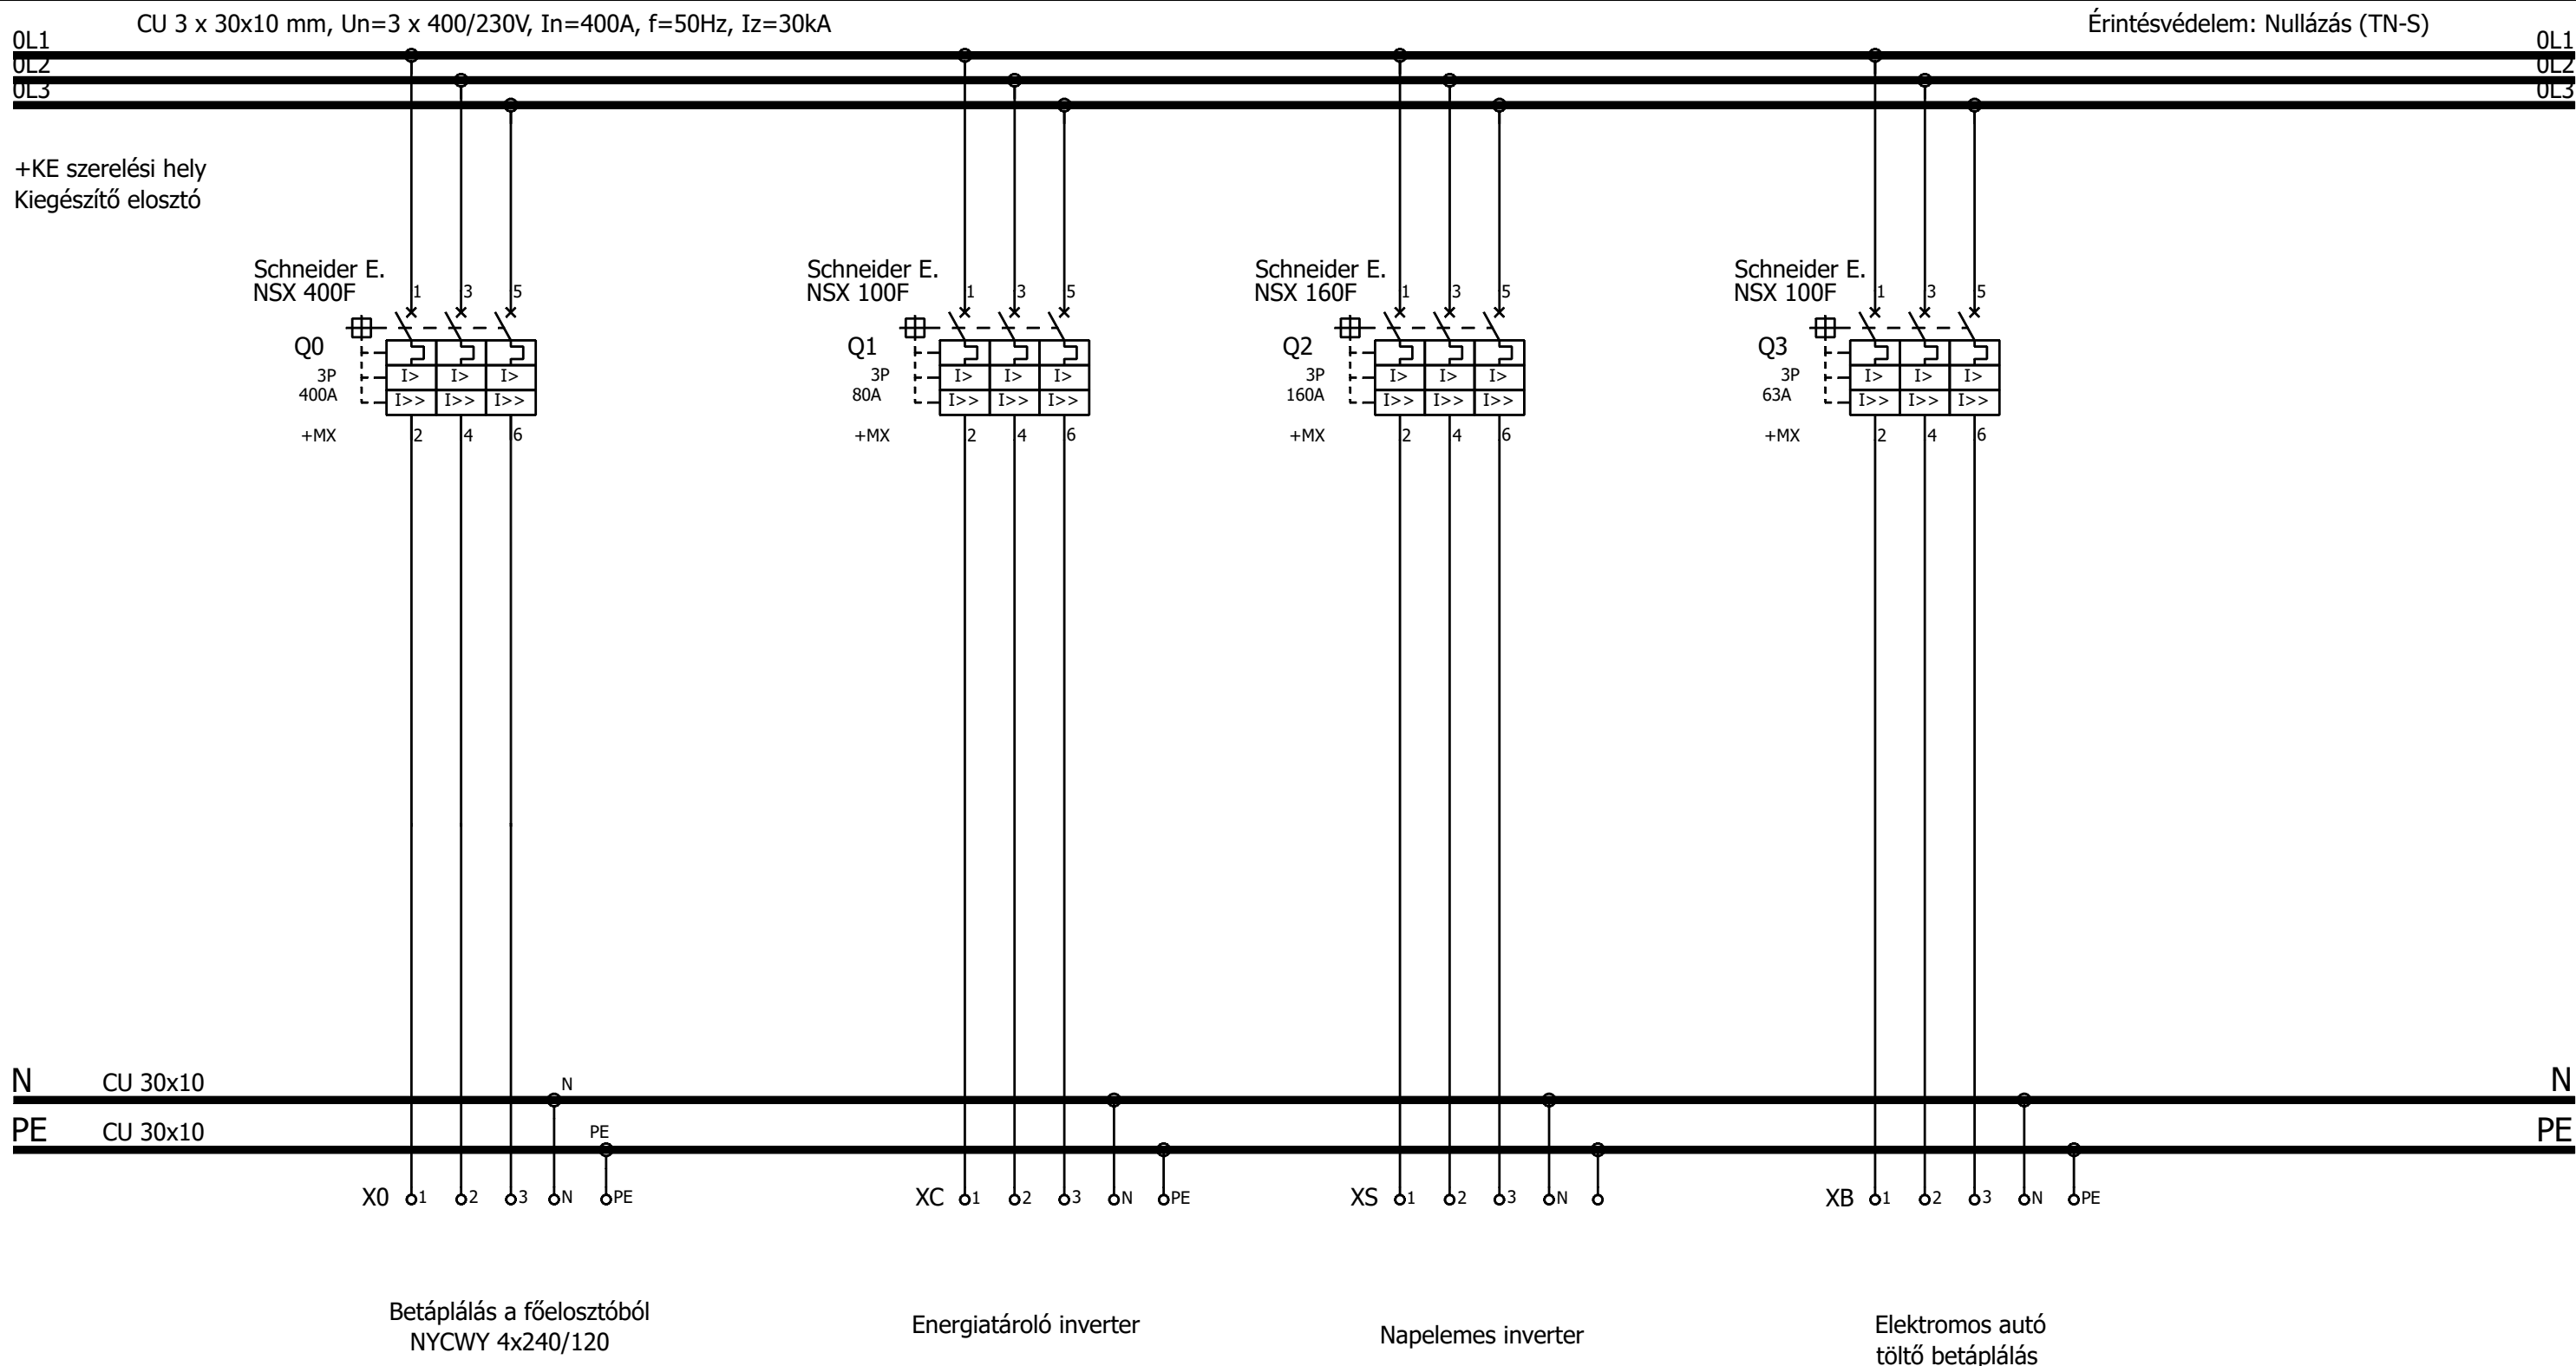 CU 3 x 30x10 mm, Un=3 x 400/230V, In=400A, f=50Hz, Iz=30kA
Érintésvédelem: Nullázás (TN-S)
0L1
0L1
0L2
0L2
0L3
0L3
+KE szerelési hely
Kiegészítő elosztó
Schneider E.
NSX 400F
1 3 5
Q0
3P
400A
I> I> I>
I>> I>> I>>
+MX
2 4 6
Schneider E.
NSX 100F
1 3 5
Q1
3P
80A
I> I> I>
I>> I>> I>>
+MX
2 4 6
Schneider E.
NSX 160F
1 3 5
Q2
3P
160A
I> I> I>
I>> I>> I>>
+MX
2 4 6
Schneider E.
NSX 100F
1 3 5
Q3
3P
63A
I> I> I>
I>> I>> I>>
+MX
2 4 6
N CU 30x10 N N
PE CU 30x10 PE PE
X0 1 2 3 N PE
XC 1 2 3 N PE
XS 1 2 3 N
XB 1 2 3 N PE
Betáplálás a főelosztóból
NYCWY 4x240/120
Energiatároló inverter
Napelemes inverter
Elektromos autó
töltő betáplálás